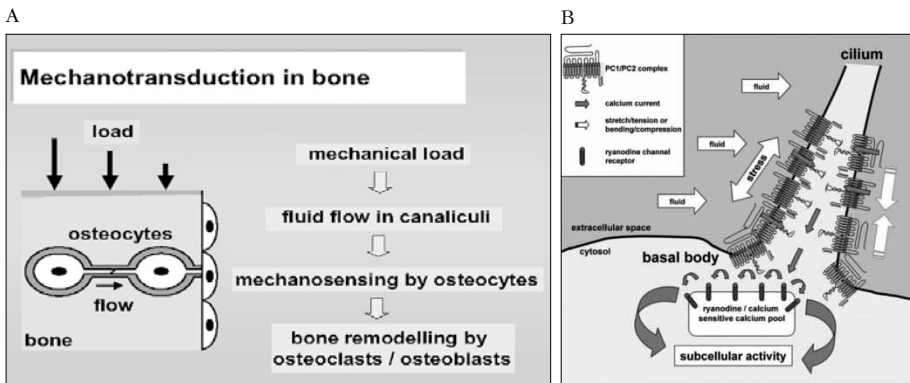 A
Mechanotransduction in bone
load
osteocytes
flow
bone
mechanical load
fluid flow in canaliculi
mechanosensing by osteocytes
bone remodelling by
osteoclasts / osteoblasts
B
PC1/PC2 complex
calcium current
stretch/tension or
bending/compression
ryanodine channel
receptor
cilium
fluid
fluid
fluid
stress
extracellular space
cytosol
basal body
ryanodine / calcium
sensitive calcium pool
subcellular activity